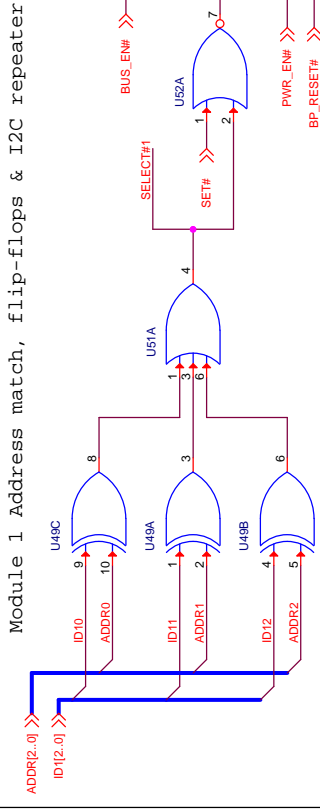 Module 1 Address match, flip-flops & I2C repeater
ADDR[2..0]
ID1[2..0]
ID10
ADDR0
9
10
U49C
8
ID11
ADDR1
1
2
U49A
3
ID12
ADDR2
4
5
U49B
6
1
3
6
U51A
4
SELECT#1
SET#
1
2
U52A
7
BUS_EN#
PWR_EN#
BP_RESET#